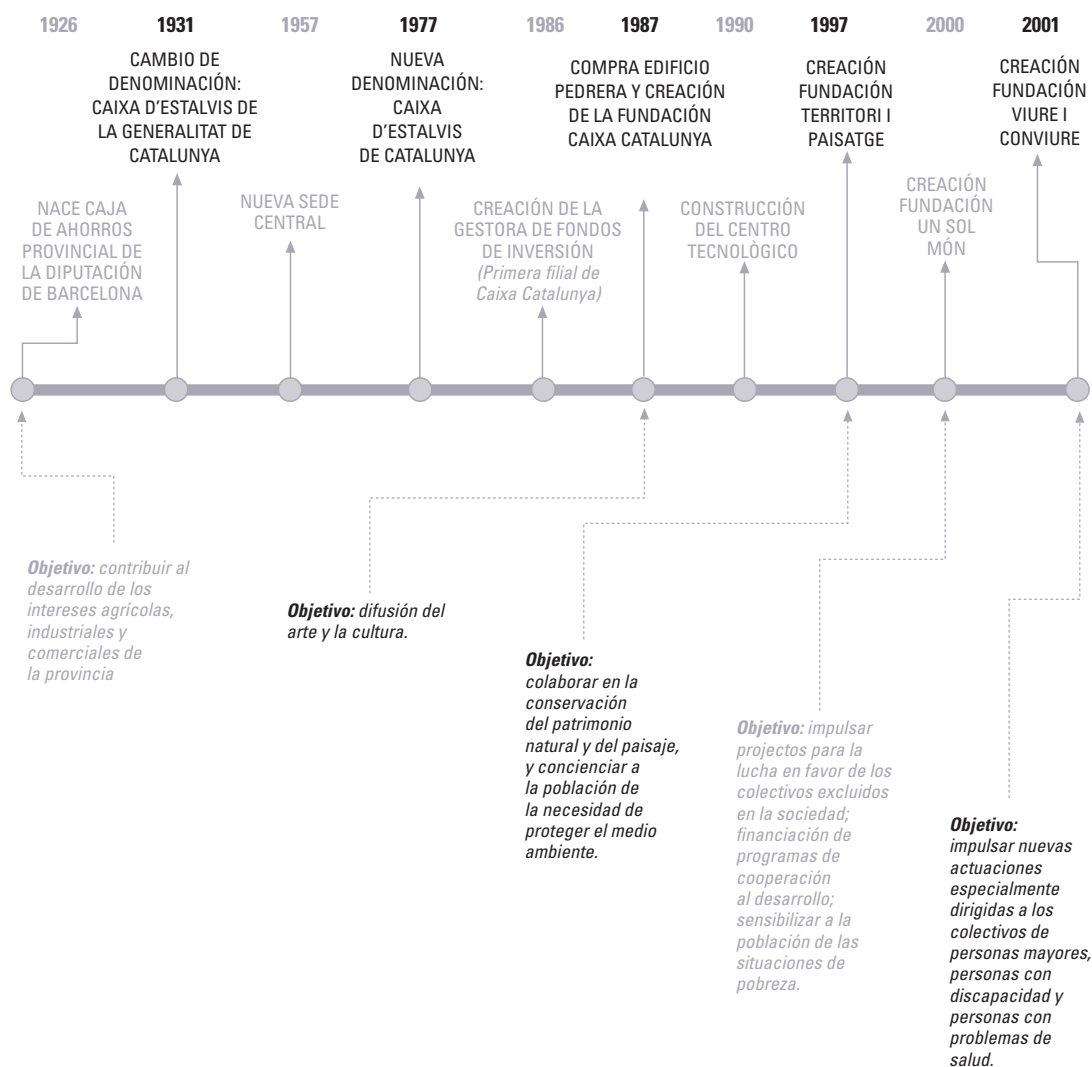 1926
1931
1957
1977
1986
1987
1990
1997
2000
2001
CAMBIO DE
DENOMINACIÓN:
CAIXA D'ESTALVIS DE
LA GENERALITAT DE
CATALUNYA
NUEVA
DENOMINACIÓN:
CAIXA
D'ESTALVIS
DE CATALUNYA
COMPRA EDIFICIO
PEDRERA Y CREACIÓN
DE LA FUNDACIÓN
CAIXA CATALUNYA
CREACIÓN
FUNDACIÓN
TERRITORI I
PAISATGE
CREACIÓN
FUNDACIÓN
VIURE I
CONVIURE
NACE CAJA
DE AHORROS
PROVINCIAL DE
LA DIPUTACIÓN
DE BARCELONA
NUEVA SEDE
CENTRAL
CREACIÓN DE LA
GESTORA DE FONDOS
DE INVERSIÓN
(Primera filial de
Caixa Catalunya)
CONSTRUCCIÓN
DEL CENTRO
TECNOLÒGICO
CREACIÓN
FUNDACIÓN
UN SOL
MÓN
Objetivo: contribuir al
desarrollo de los
intereses agrícolas,
industriales y
comerciales de
la provincia
Objetivo: difusión del
arte y la cultura.
Objetivo:
colaborar en la
conservación
del patrimonio
natural y del paisaje,
y concienciar a
la población de
la necesidad de
proteger el medio
ambiente.
Objetivo: impulsar
projectos para la
lucha en favor de los
colectivos excluidos
en la sociedad;
financiación de
programas de
cooperación
al desarrollo;
sensibilizar a la
población de las
situaciones de
pobreza.
Objetivo:
impulsar nuevas
actuaciones
especialmente
dirigidas a los
colectivos de
personas mayores,
personas con
discapacidad y
personas con
problemas de
salud.